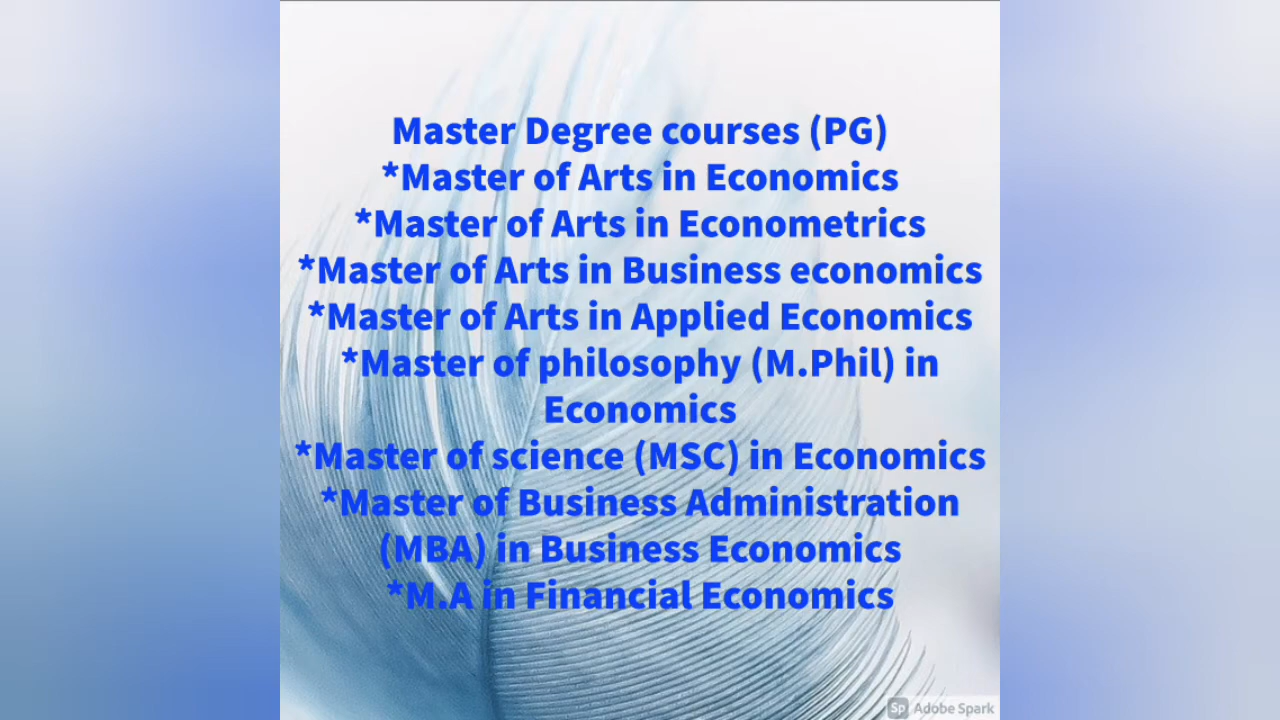 Master Degree courses (PG)
*Master of Arts in Economics
*Master of Arts in Econometrics
*Master of Arts in Business economics
*Master of Arts in Applied Economics
*Master of philosophy (M.Phil) in
Economics
*Master of science (MSC) in Economics
*Master of Business Administration
(MBA) in Business Economics
*M.A in Financial Economics
Sp Adobe Spark